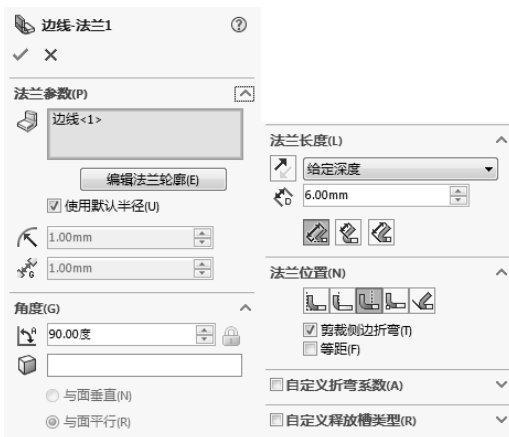 边线-法兰1
法兰参数(P)
边线<1>
编辑法兰轮廓(E)
使用默认半径(U)
1.00mm
1.00mm
角度(G)
90.00度
与面垂直(N)
与面平行(R)
法兰长度(L)
给定深度
6.00mm
法兰位置(N)
剪裁侧边折弯(T)
等距(F)
自定义折弯系数(A)
自定义释放槽类型(R)